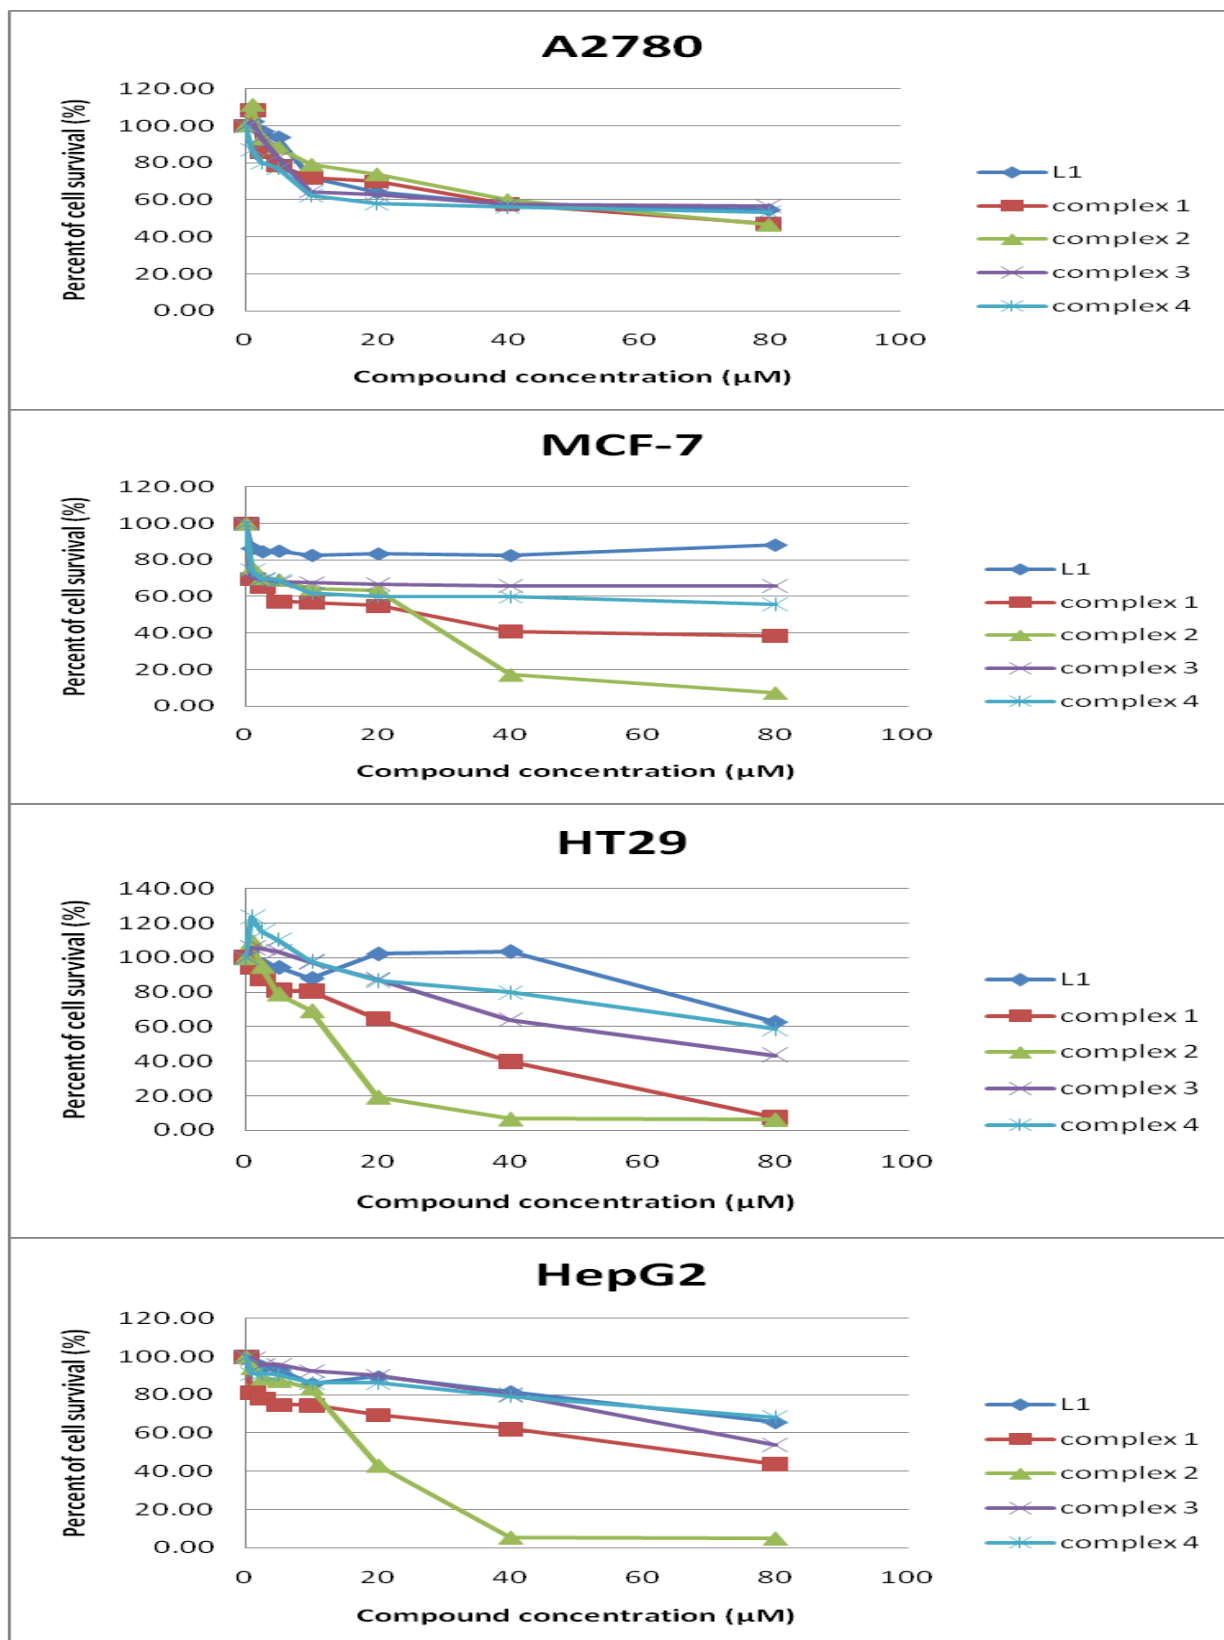 A2780
Percent of cell survival (%)
120.00
100.00
80.00
60.00
40.00
20.00
0.00
0 20 40 60 80 100
Compound concentration (μM)
L1
complex 1
complex 2
complex 3
complex 4
MCF-7
Percent of cell survival (%)
120.00
100.00
80.00
60.00
40.00
20.00
0.00
0 20 40 60 80 100
Compound concentration (μM)
L1
complex 1
complex 2
complex 3
complex 4
HT29
Percent of cell survival (%)
140.00
120.00
100.00
80.00
60.00
40.00
20.00
0.00
0 20 40 60 80 100
Compound concentration (μM)
L1
complex 1
complex 2
complex 3
complex 4
HepG2
Percent of cell survival (%)
120.00
100.00
80.00
60.00
40.00
20.00
0.00
0 20 40 60 80 100
Compound concentration (μM)
L1
complex 1
complex 2
complex 3
complex 4